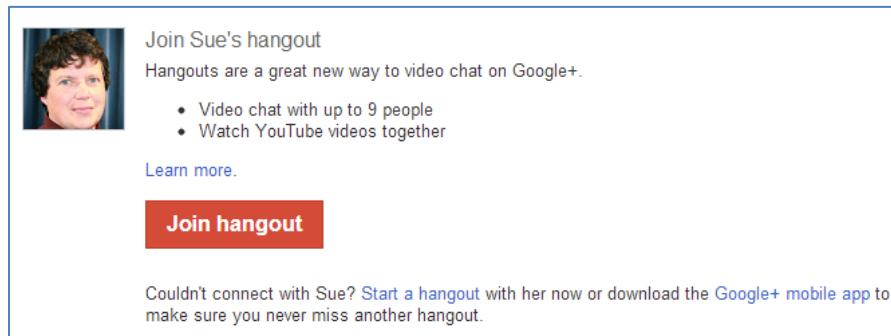 Join Sue's hangout
Hangouts are a great new way to video chat on Google+.
• Video chat with up to 9 people
• Watch YouTube videos together
Learn more.
Join hangout
Couldn't connect with Sue? Start a hangout with her now or download the Google+ mobile app to
make sure you never miss another hangout.